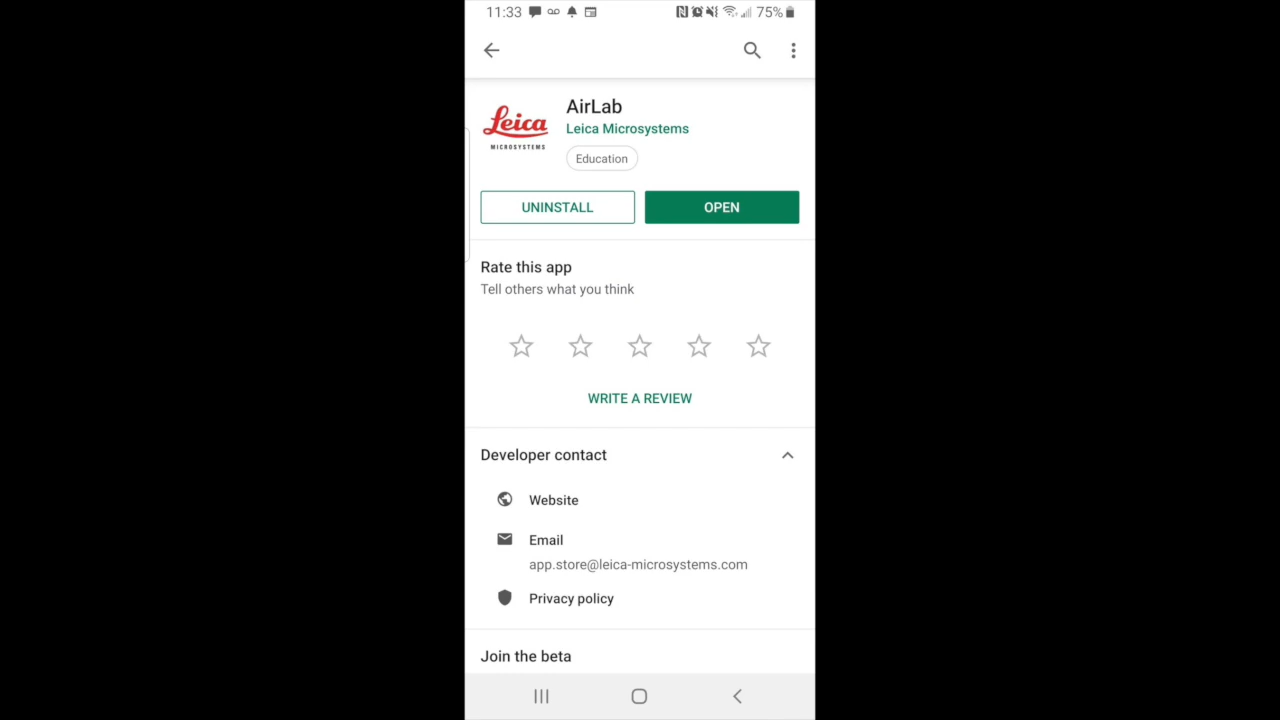 11:33
75%
AirLab
Leica Microsystems
Education
Leica
MICROSYSTEMS
UNINSTALL
OPEN
Rate this app
Tell others what you think
WRITE A REVIEW
Developer contact
Website
Email
app.store@leica-microsystems.com
Privacy policy
Join the beta